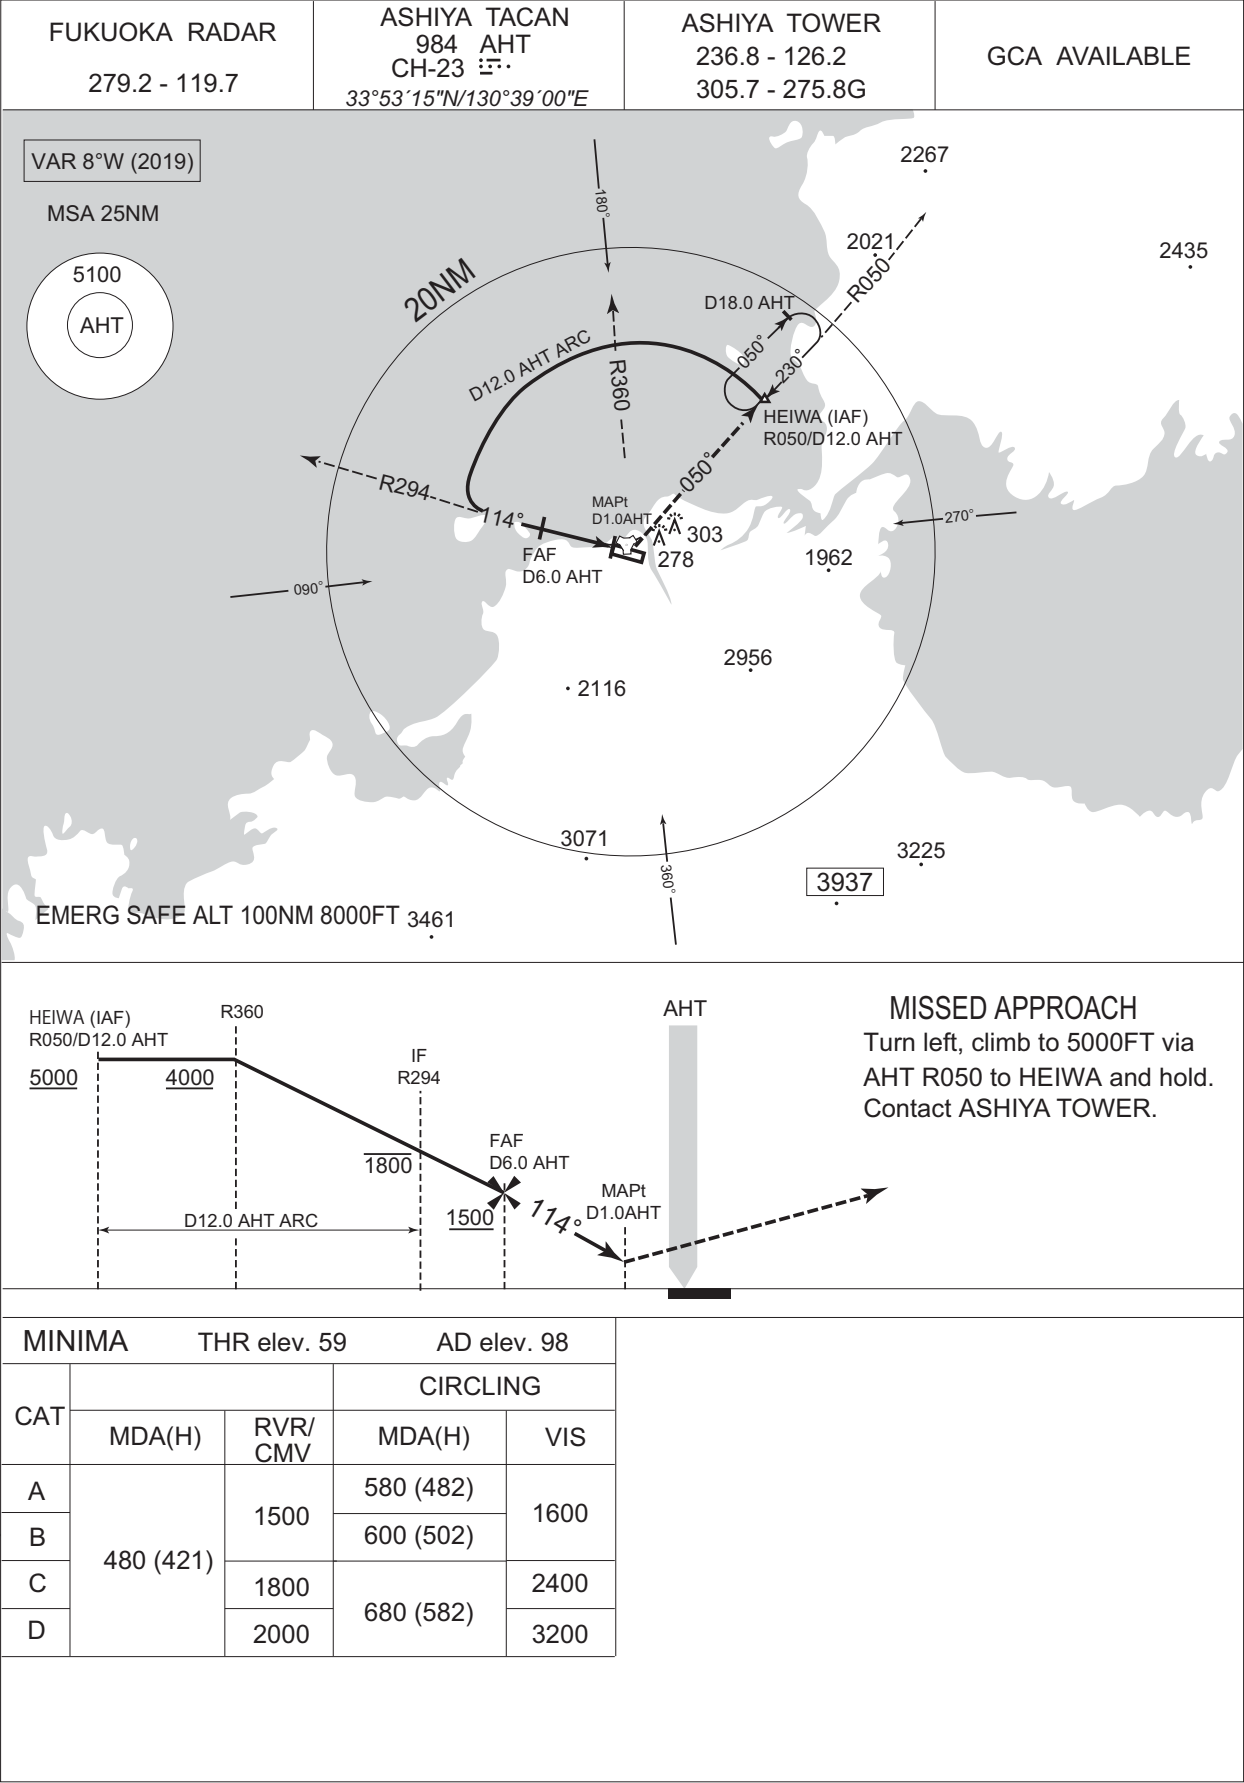 FUKUOKA RADAR
279.2 - 119.7
ASHIYA TACAN
984 AHT
CH-23
33°53´15"N/130°39´00"E
ASHIYA TOWER
236.8 - 126.2
305.7 - 275.8G
GCA AVAILABLE
VAR 8°W (2019)
MSA 25NM
5100
AHT
20NM
180°
2267
2021
2435
R050
D18.0 AHT
050°
230°
D12.0 AHT ARC
R360
HEIWA (IAF)
R050/D12.0 AHT
050°
R294
114°
MAPt
D1.0AHT
303
278
FAF
D6.0 AHT
270°
1962
090°
2956
2116
3071
360°
3225
3937
EMERG SAFE ALT 100NM 8000FT
3461
HEIWA (IAF)
R050/D12.0 AHT
R360
5000
4000
IF
R294
1800
FAF
D6.0 AHT
1500
114°
MAPt
D1.0AHT
D12.0 AHT ARC
AHT
MISSED APPROACH
Turn left, climb to 5000FT via
AHT R050 to HEIWA and hold.
Contact ASHIYA TOWER.
MINIMA THR elev. 59 AD elev. 98
CAT
CIRCLING
MDA(H)
RVR/
CMV
MDA(H)
VIS
A
B
C
D
480 (421)
1500
1800
2000
580 (482)
600 (502)
680 (582)
1600
2400
3200